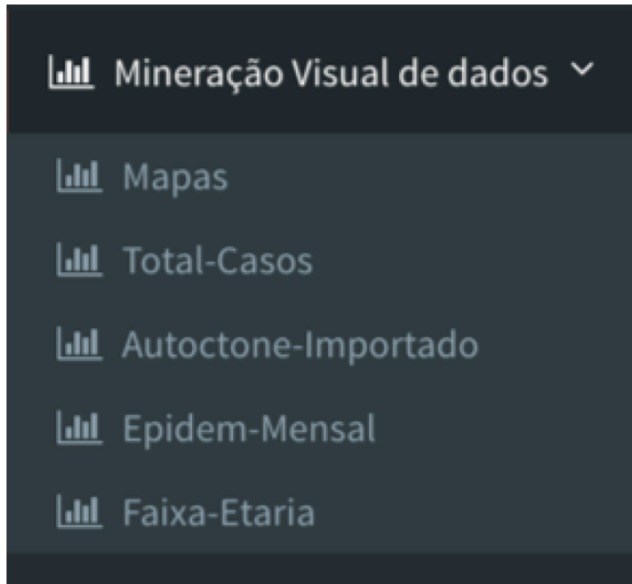 Mineração Visual de dados
Mapas
Total-Casos
Autoctone-Importado
Epidem-Mensal
Faixa-Etaria